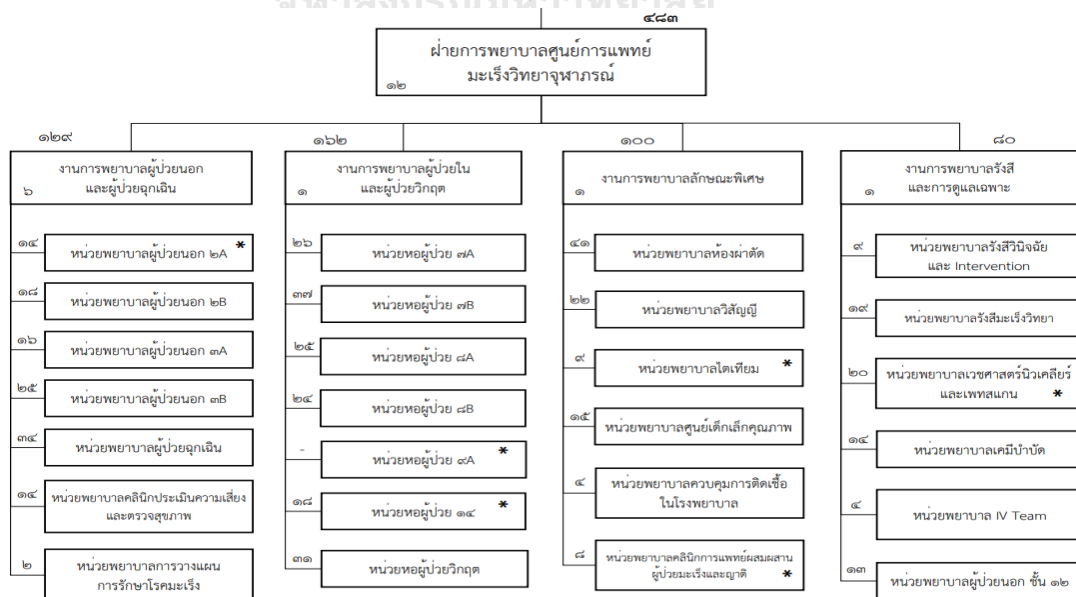 จุฬาลงกรณ์มหาวิทยาลัย
๔๘๓
ฝ่ายการพยาบาลศูนย์การแพทย์
มะเร็งวิทยาจุฬาภรณ์
๑๒
๑๒๙
งานการพยาบาลผู้ป่วยนอก
และผู้ป่วยฉุกเฉิน
๖
๑๔
หน่วยพยาบาลผู้ป่วยนอก ๒A *
๑๘
หน่วยพยาบาลผู้ป่วยนอก ๒B
๑๖
หน่วยพยาบาลผู้ป่วยนอก ๓A
๒๕
หน่วยพยาบาลผู้ป่วยนอก ๓B
๓๔
หน่วยพยาบาลผู้ป่วยฉุกเฉิน
๑๔
หน่วยพยาบาลคลินิกประเมินความเสี่ยง
และตรวจสุขภาพ
๒
หน่วยพยาบาลการวางแผน
การรักษาโรคมะเร็ง
๑๖๒
งานการพยาบาลผู้ป่วยใน
และผู้ป่วยวิกฤต
๑
๒๖
หน่วยหอผู้ป่วย ๗A
๓๗
หน่วยหอผู้ป่วย ๗B
๒๕
หน่วยหอผู้ป่วย ๘A
๒๔
หน่วยหอผู้ป่วย ๘B
-
หน่วยหอผู้ป่วย ๙A *
๑๘
หน่วยหอผู้ป่วย ๑๔ *
๓๑
หน่วยหอผู้ป่วยวิกฤต
๑๐๐
งานการพยาบาลลักษณะพิเศษ
๑
๔๑
หน่วยพยาบาลห้องผ่าตัด
๒๒
หน่วยพยาบาลวิสัญญี
๙
หน่วยพยาบาลไตเทียม *
๑๕
หน่วยพยาบาลศูนย์เด็กเล็กคุณภาพ
๔
หน่วยพยาบาลควบคุมการติดเชื้อ
ในโรงพยาบาล
๘
หน่วยพยาบาลคลินิกการแพทย์ผสมผสาน
ผู้ป่วยมะเร็งและญาติ *
๘๐
งานการพยาบาลรังสี
และการดูแลเฉพาะ
๑
๙
หน่วยพยาบาลรังสีวินิจฉัย
และ Intervention
๑๙
หน่วยพยาบาลรังสีมะเร็งวิทยา
๒๐
หน่วยพยาบาลเวชศาสตร์นิวเคลียร์
และเพทสแกน *
๑๔
หน่วยพยาบาลเคมีบำบัด
๔
หน่วยพยาบาล IV Team
๑๓
หน่วยพยาบาลผู้ป่วยนอก ชั้น ๑๒